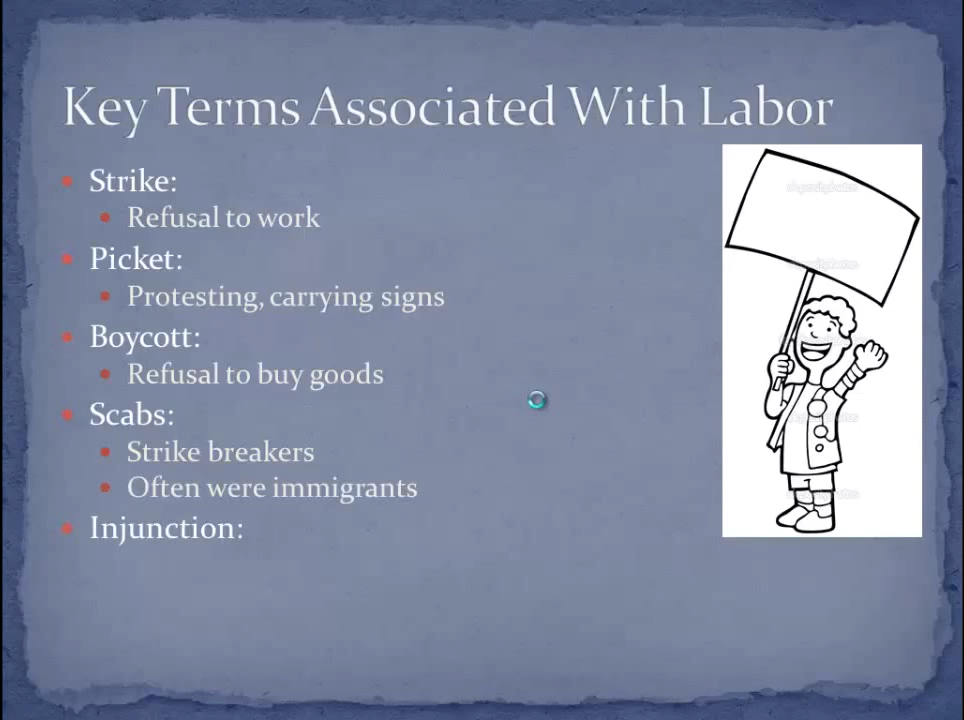 Key Terms Associated With Labor
Strike:
Refusal to work
Picket:
Protesting, carrying signs
Boycott:
Refusal to buy goods
Scabs:
Strike breakers
Often were immigrants
Injunction: